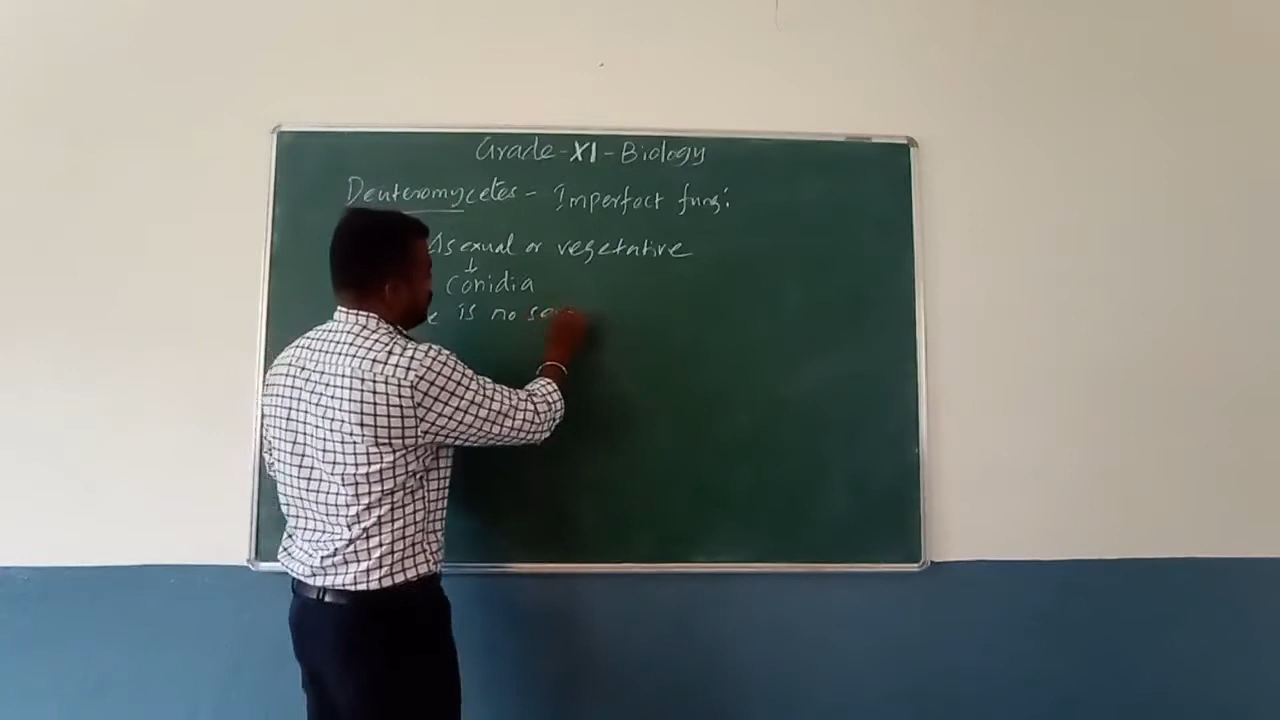 Grade-XI-Biology
Deuteromycetes - Imperfect fungi
Asexual or vegetative
↓
Conidia
is no